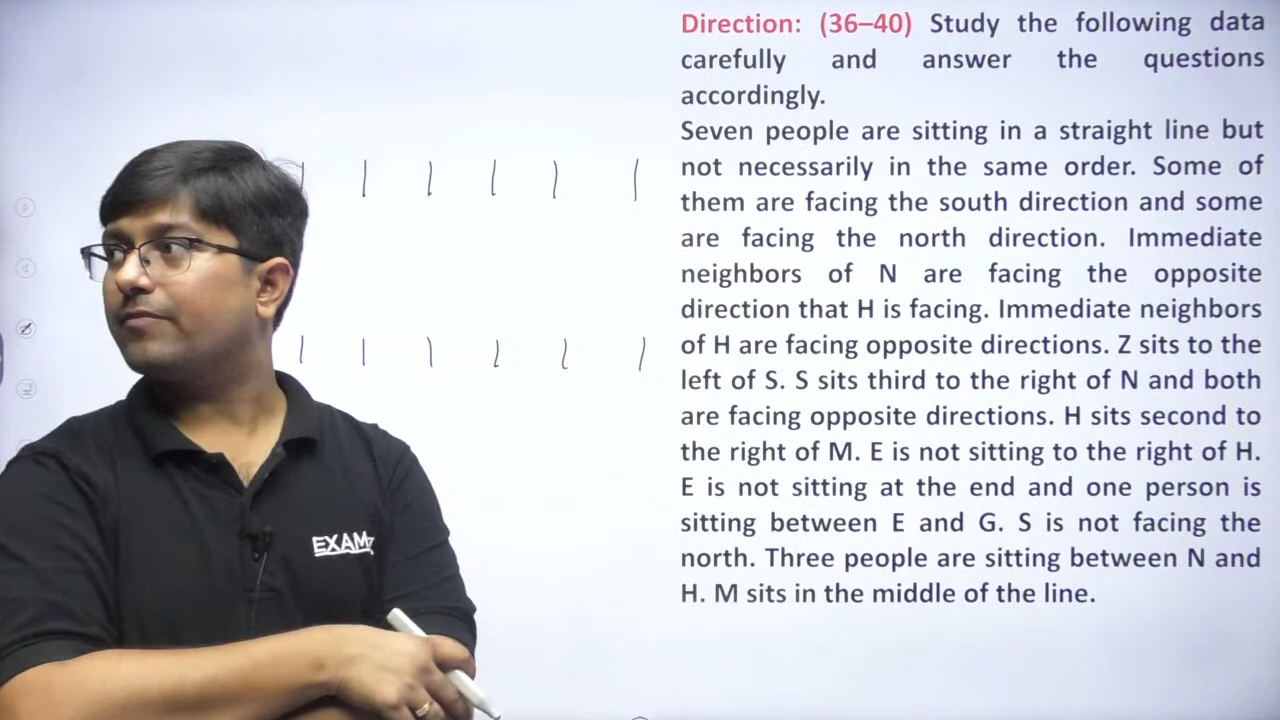 Direction: (36–40) Study the following data
carefully and answer the questions
accordingly.
Seven people are sitting in a straight line but
not necessarily in the same order. Some of
them are facing the south direction and some
are facing the north direction. Immediate
neighbors of N are facing the opposite
direction that H is facing. Immediate neighbors
of H are facing opposite directions. Z sits to the
left of S. S sits third to the right of N and both
are facing opposite directions. H sits second to
the right of M. E is not sitting to the right of H.
E is not sitting at the end and one person is
sitting between E and G. S is not facing the
north. Three people are sitting between N and
H. M sits in the middle of the line.
EXAM